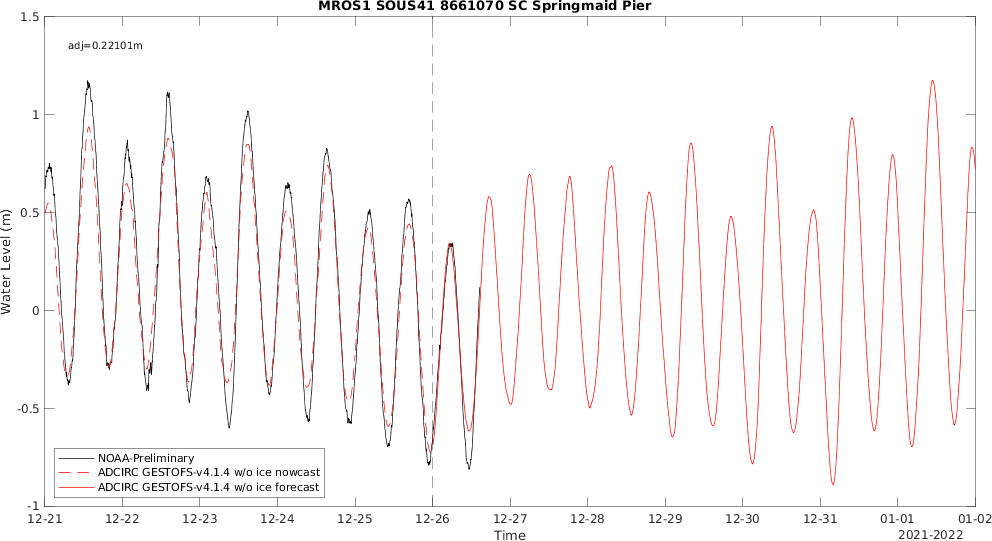 MROS1 SOUS41 8661070 SC Springmaid Pier
adj=0.22101m
1.5
1
0.5
0
-0.5
-1
Water Level (m)
NOAA-Preliminary
ADCIRC GESTOFS-v4.1.4 w/o ice nowcast
ADCIRC GESTOFS-v4.1.4 w/o ice forecast
12-21 12-22 12-23 12-24 12-25 12-26 12-27 12-28 12-29 12-30 12-31 01-01 01-02
Time
2021-2022